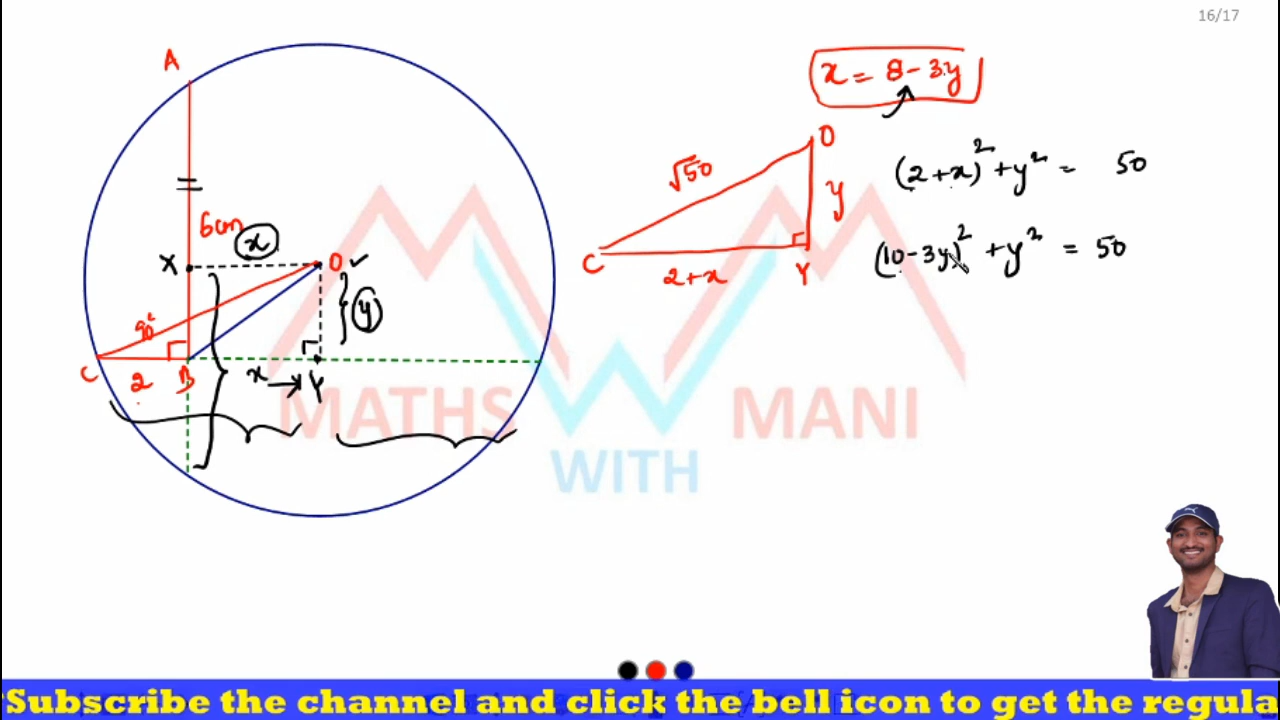 16/17
A
x = 8 - 3y
O
√50
(2+x)² + y² = 50
y
6cm
x
X
O ✓
C
2+x
Y
(10-3y)² + y² = 50
90°
y
C
2
B
x → Y
MATHS MANI
WITH
Subscribe the channel and click the bell icon to get the regula